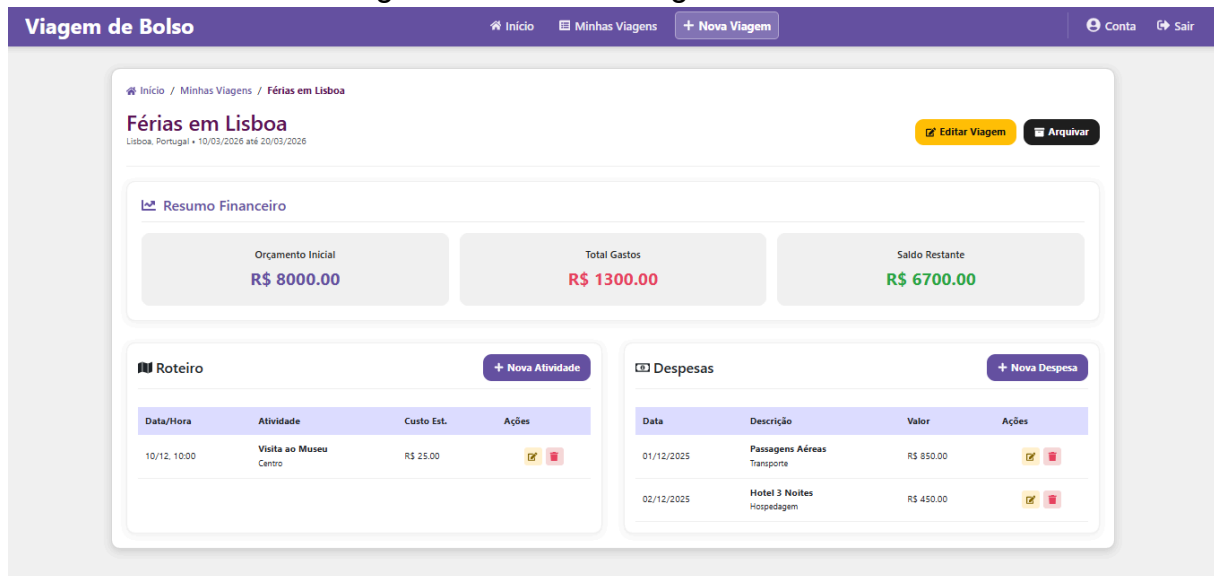 Viagem de Bolso
Início
Minhas Viagens
+ Nova Viagem
Conta
Sair
Início / Minhas Viagens / Férias em Lisboa
Férias em Lisboa
Lisboa, Portugal • 10/03/2026 até 20/03/2026
Editar Viagem
Arquivar
Resumo Financeiro
Orçamento Inicial
R$ 8000.00
Total Gastos
R$ 1300.00
Saldo Restante
R$ 6700.00
Roteiro
+ Nova Atividade
Data/Hora Atividade Custo Est. Ações
10/12, 10:00 Visita ao Museu R$ 25.00
Centro
Despesas
+ Nova Despesa
Data Descrição Valor Ações
01/12/2025 Passagens Aéreas R$ 850.00
Transporte
02/12/2025 Hotel 3 Noites R$ 450.00
Hospedagem